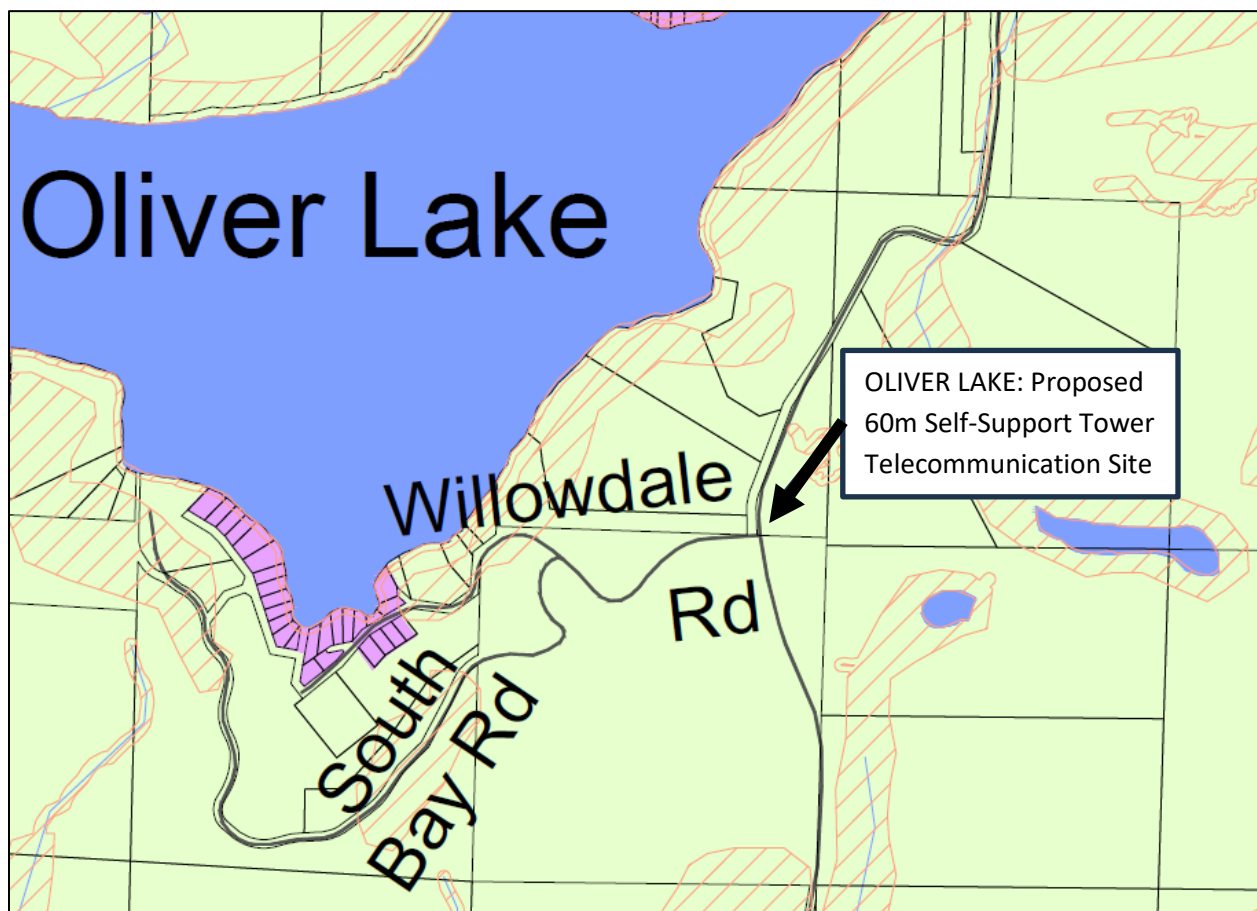 Oliver Lake
OLIVER LAKE: Proposed
60m Self-Support Tower
Telecommunication Site
Willowdale
Rd
South
Bay Rd